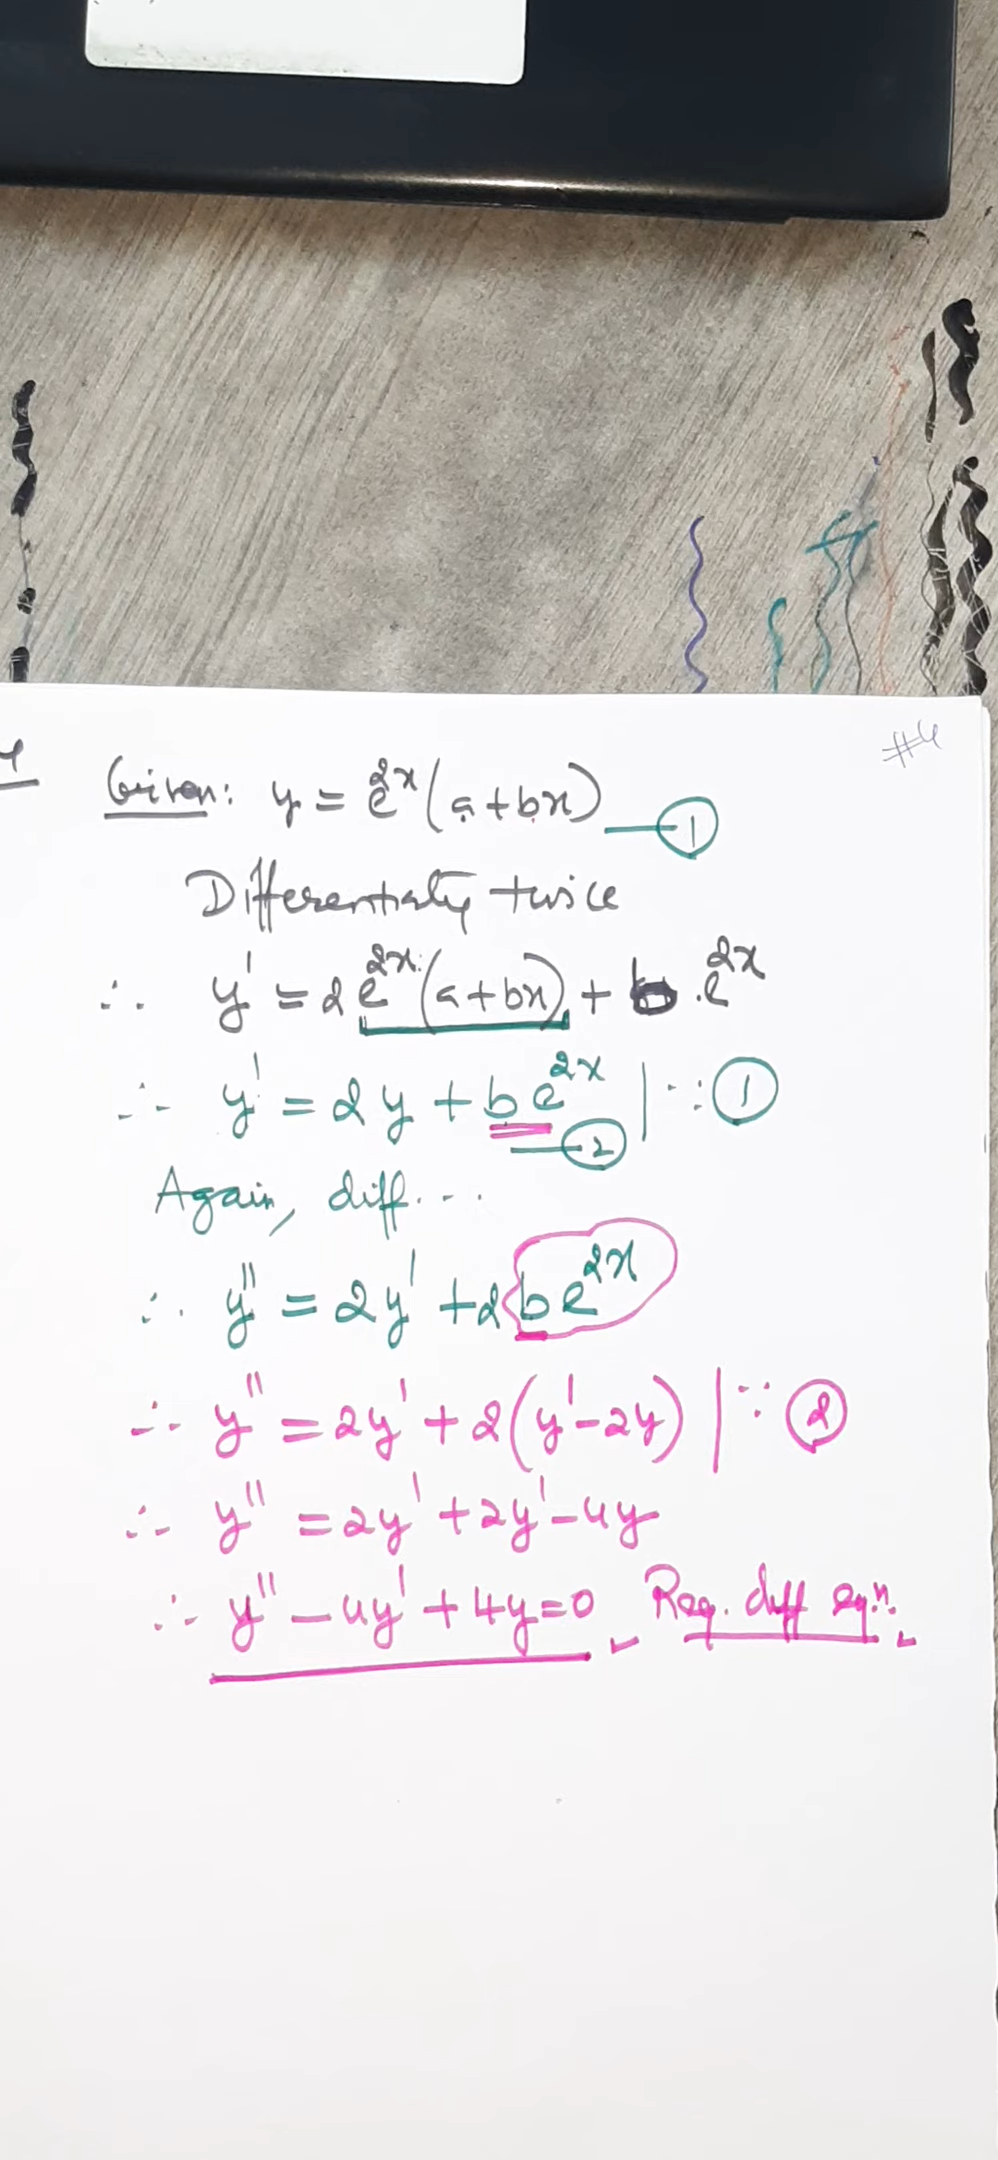 #4
Given: y = e^2x (a+bx) —①
Differentiatg twice
∴ y' = 2e^2x (a+bx) + b.e^2x
∴ y' = 2y + be^2x | ∵ ①
—②
Again, diff...
∴ y'' = 2y' + 2be^2x
∴ y'' = 2y' + 2(y'-2y) | ∵ ②
∴ y'' = 2y' + 2y' - 4y
∴ y'' - 4y' + 4y = 0 Req. diff eqn.